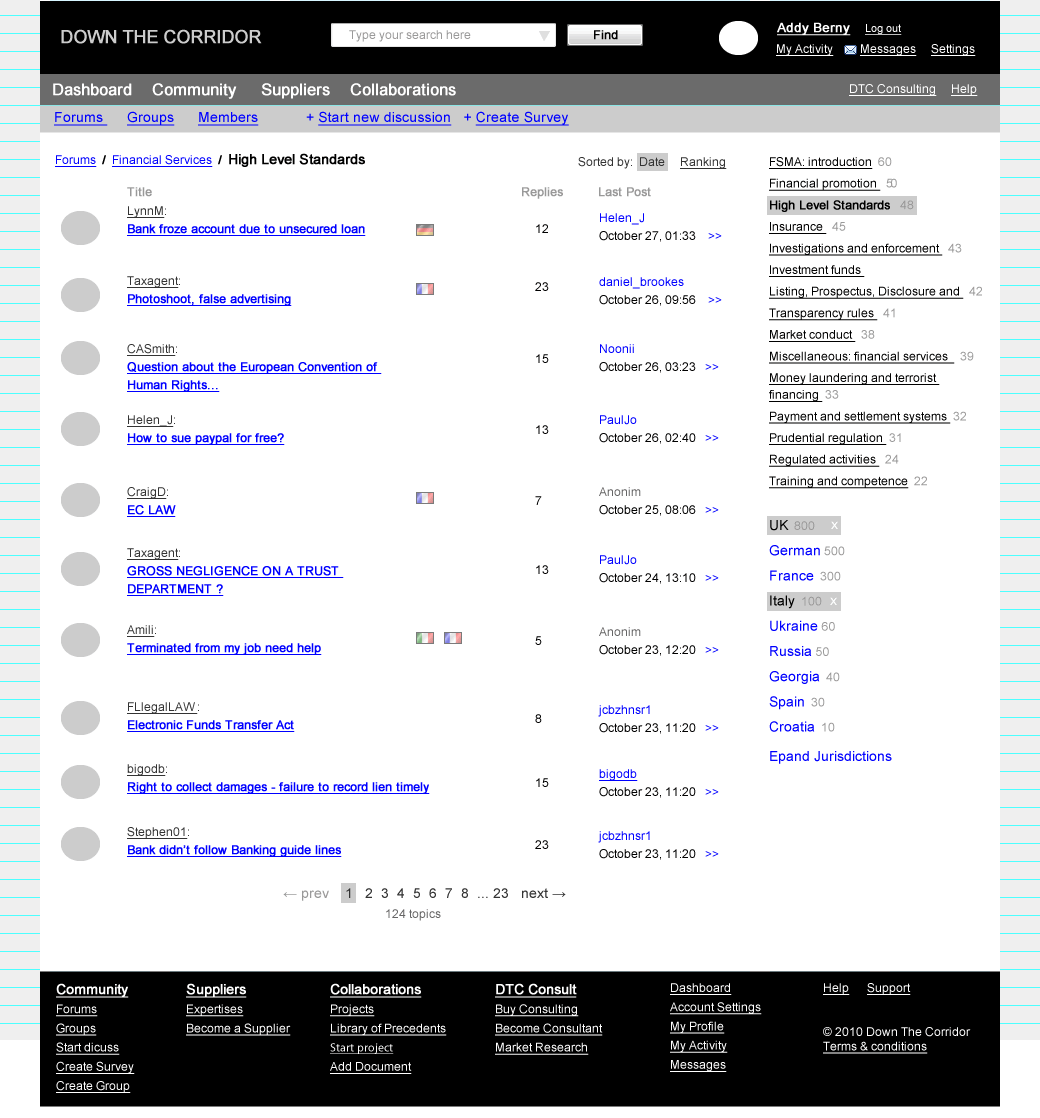 DOWN THE CORRIDOR
Type your search here
Find
Addy Berny Log out
My Activity Messages Settings
Dashboard Community Suppliers Collaborations
DTC Consulting Help
Forums Groups Members + Start new discussion + Create Survey
Forums / Financial Services / High Level Standards
Sorted by: Date Ranking
Title Replies Last Post
LynnM:
Bank froze account due to unsecured loan
12
Helen_J
October 27, 01:33 >>
Taxagent:
Photoshoot, false advertising
23
daniel_brookes
October 26, 09:56 >>
CASmith:
Question about the European Convention of
Human Rights...
15
Noonii
October 26, 03:23 >>
Helen_J:
How to sue paypal for free?
13
PaulJo
October 26, 02:40 >>
CraigD:
EC LAW
7
Anonim
October 25, 08:06 >>
Taxagent:
GROSS NEGLIGENCE ON A TRUST
DEPARTMENT ?
13
PaulJo
October 24, 13:10 >>
Amili:
Terminated from my job need help
5
Anonim
October 23, 12:20 >>
FLlegalLAW:
Electronic Funds Transfer Act
8
jcbzhnsr1
October 23, 11:20 >>
bigodb:
Right to collect damages - failure to record lien timely
15
bigodb
October 23, 11:20 >>
Stephen01:
Bank didn't follow Banking guide lines
23
jcbzhnsr1
October 23, 11:20 >>
← prev 1 2 3 4 5 6 7 8 ... 23 next →
124 topics
FSMA: introduction 60
Financial promotion 50
High Level Standards 48
Insurance 45
Investigations and enforcement 43
Investment funds
Listing, Prospectus, Disclosure and 42
Transparency rules 41
Market conduct 38
Miscellaneous: financial services 39
Money laundering and terrorist
financing 33
Payment and settlement systems 32
Prudential regulation 31
Regulated activities 24
Training and competence 22
UK 800 x
German 500
France 300
Italy 100 x
Ukraine 60
Russia 50
Georgia 40
Spain 30
Croatia 10
Epand Jurisdictions
Community
Forums
Groups
Start dicuss
Create Survey
Create Group
Suppliers
Expertises
Become a Supplier
Collaborations
Projects
Library of Precedents
Start project
Add Document
DTC Consult
Buy Consulting
Become Consultant
Market Research
Dashboard
Account Settings
My Profile
My Activity
Messages
Help Support
© 2010 Down The Corridor
Terms & conditions